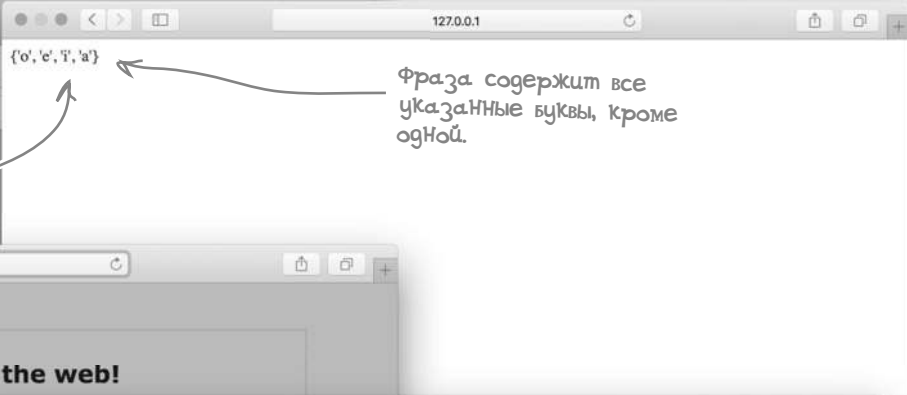 127.0.0.1
{'o', 'e', 'i', 'a'}
Фраза содержит все
указанные буквы, кроме
одной.
the web!